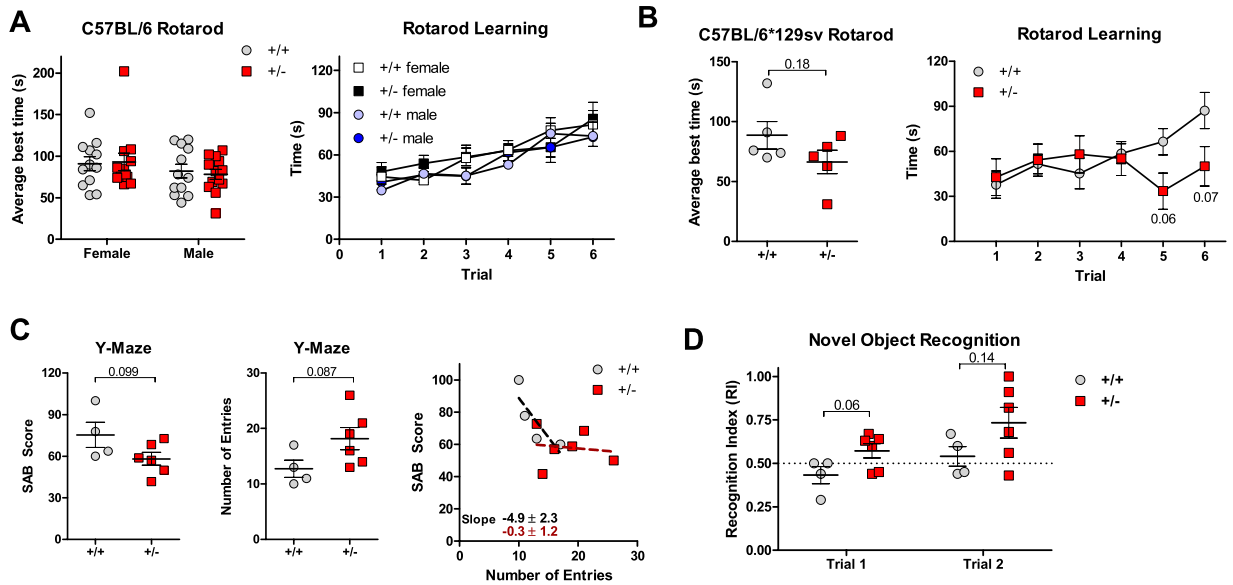 A
C57BL/6 Rotarod
+/+
+/-
Average best time (s)
200
150
100
50
0
Female
Male
Rotarod Learning
+/+ female
+/- female
+/+ male
+/- male
Time (s)
120
90
60
30
0
0
1
2
3
4
5
6
Trial
B
C57BL/6*129sv Rotarod
0.18
Average best time (s)
150
100
50
0
+/+
+/-
Rotarod Learning
+/+
+/-
Time (s)
120
90
60
30
0
0.06
0.07
1
2
3
4
5
6
Trial
C
Y-Maze
0.099
SAB Score
120
90
60
30
0
+/+
+/-
Y-Maze
0.087
Number of Entries
30
20
10
0
+/+
+/-
+/+
+/-
SAB Score
100
80
60
40
20
0
Slope -4.9 ± 2.3
-0.3 ± 1.2
0
10
20
30
Number of Entries
D
Novel Object Recognition
0.06
0.14
+/+
+/-
Recognition Index (RI)
1.00
0.75
0.50
0.25
0.00
Trial 1
Trial 2